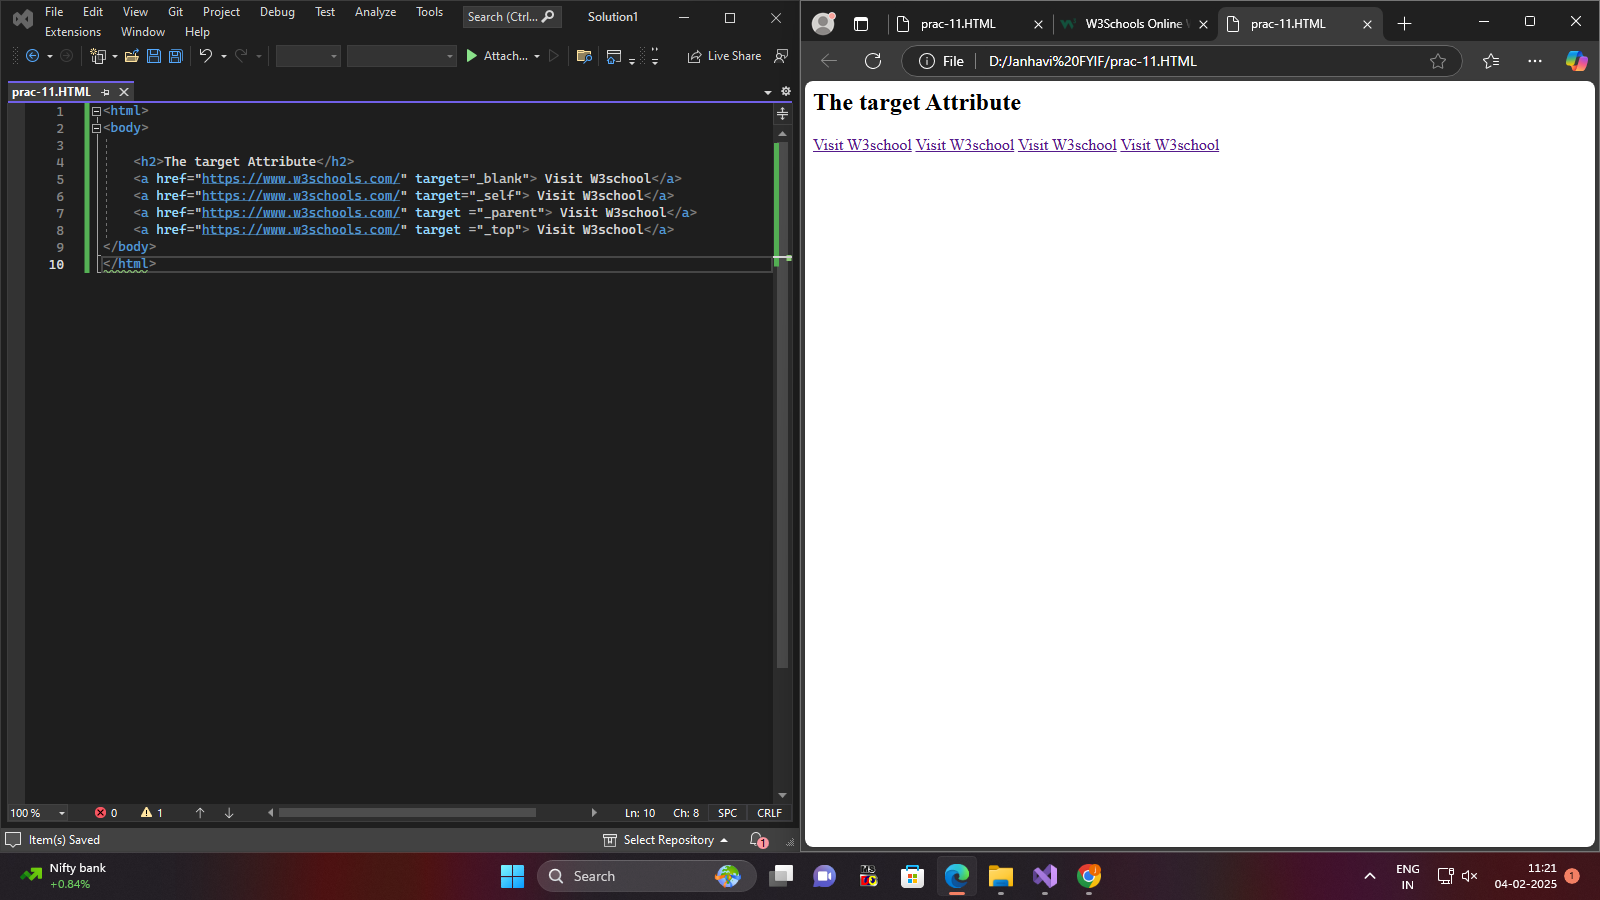 File Edit View Git Project Debug Test Analyze Tools Search (Ctrl... Solution1
Extensions Window Help
Attach... Live Share
prac-11.HTML
1 <html>
2 <body>
3
4 <h2>The target Attribute</h2>
5 <a href="https://www.w3schools.com/" target="_blank"> Visit W3school</a>
6 <a href="https://www.w3schools.com/" target="_self"> Visit W3school</a>
7 <a href="https://www.w3schools.com/" target ="_parent"> Visit W3school</a>
8 <a href="https://www.w3schools.com/" target ="_top"> Visit W3school</a>
9 </body>
10 </html>
100 % 0 1 Ln: 10 Ch: 8 SPC CRLF
Item(s) Saved Select Repository 1
prac-11.HTML W3Schools Online prac-11.HTML
File D:/Janhavi%20FYIF/prac-11.HTML
The target Attribute
Visit W3school Visit W3school Visit W3school Visit W3school
Nifty bank
+0.84%
Search
ENG
IN
11:21
04-02-2025
1